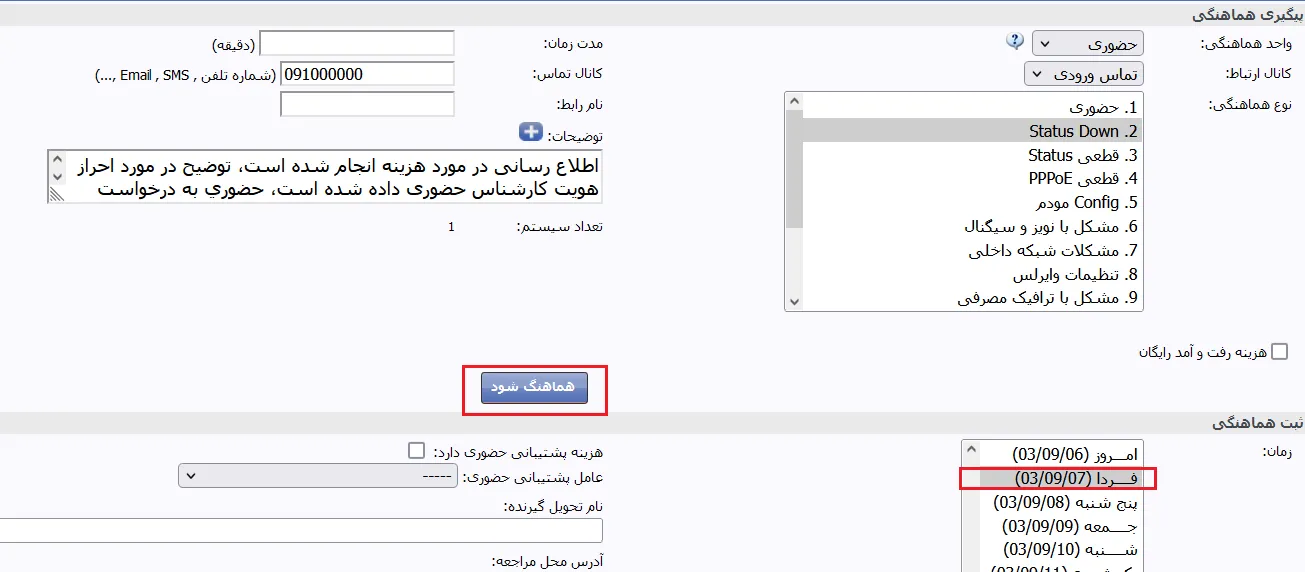 پیگیری هماهنگی
واحد هماهنگی: حضوری
مدت زمان: (دقیقه)
کانال ارتباط: تماس ورودی
کانال تماس: 091000000 (شماره تلفن , Email , SMS ,...)
نوع هماهنگی:
1. حضوری
2. Status Down
3. قطعی Status
4. قطعی PPPoE
5. Config مودم
6. مشکل با نویز و سیگنال
7. مشکلات شبکه داخلی
8. تنظیمات وایرلس
9. مشکل با ترافیک مصرفی
نام رابط:
توضیحات:
اطلاع رسانی در مورد هزینه انجام شده است، توضیح در مورد احراز
هویت کارشناس حضوری داده شده است، حضوري به درخواست
تعداد سیستم: 1
هزینه رفت و آمد رایگان
هماهنگ شود
ثبت هماهنگی
زمان:
امـــروز (03/09/06)
فـــردا (03/09/07)
پنج شنبه (03/09/08)
جـــمعه (03/09/09)
شـــنبه (03/09/10)
هزینه پشتیبانی حضوری دارد:
عامل پشتیبانی حضوری: -----
نام تحویل گیرنده:
آدرس محل مراجعه: